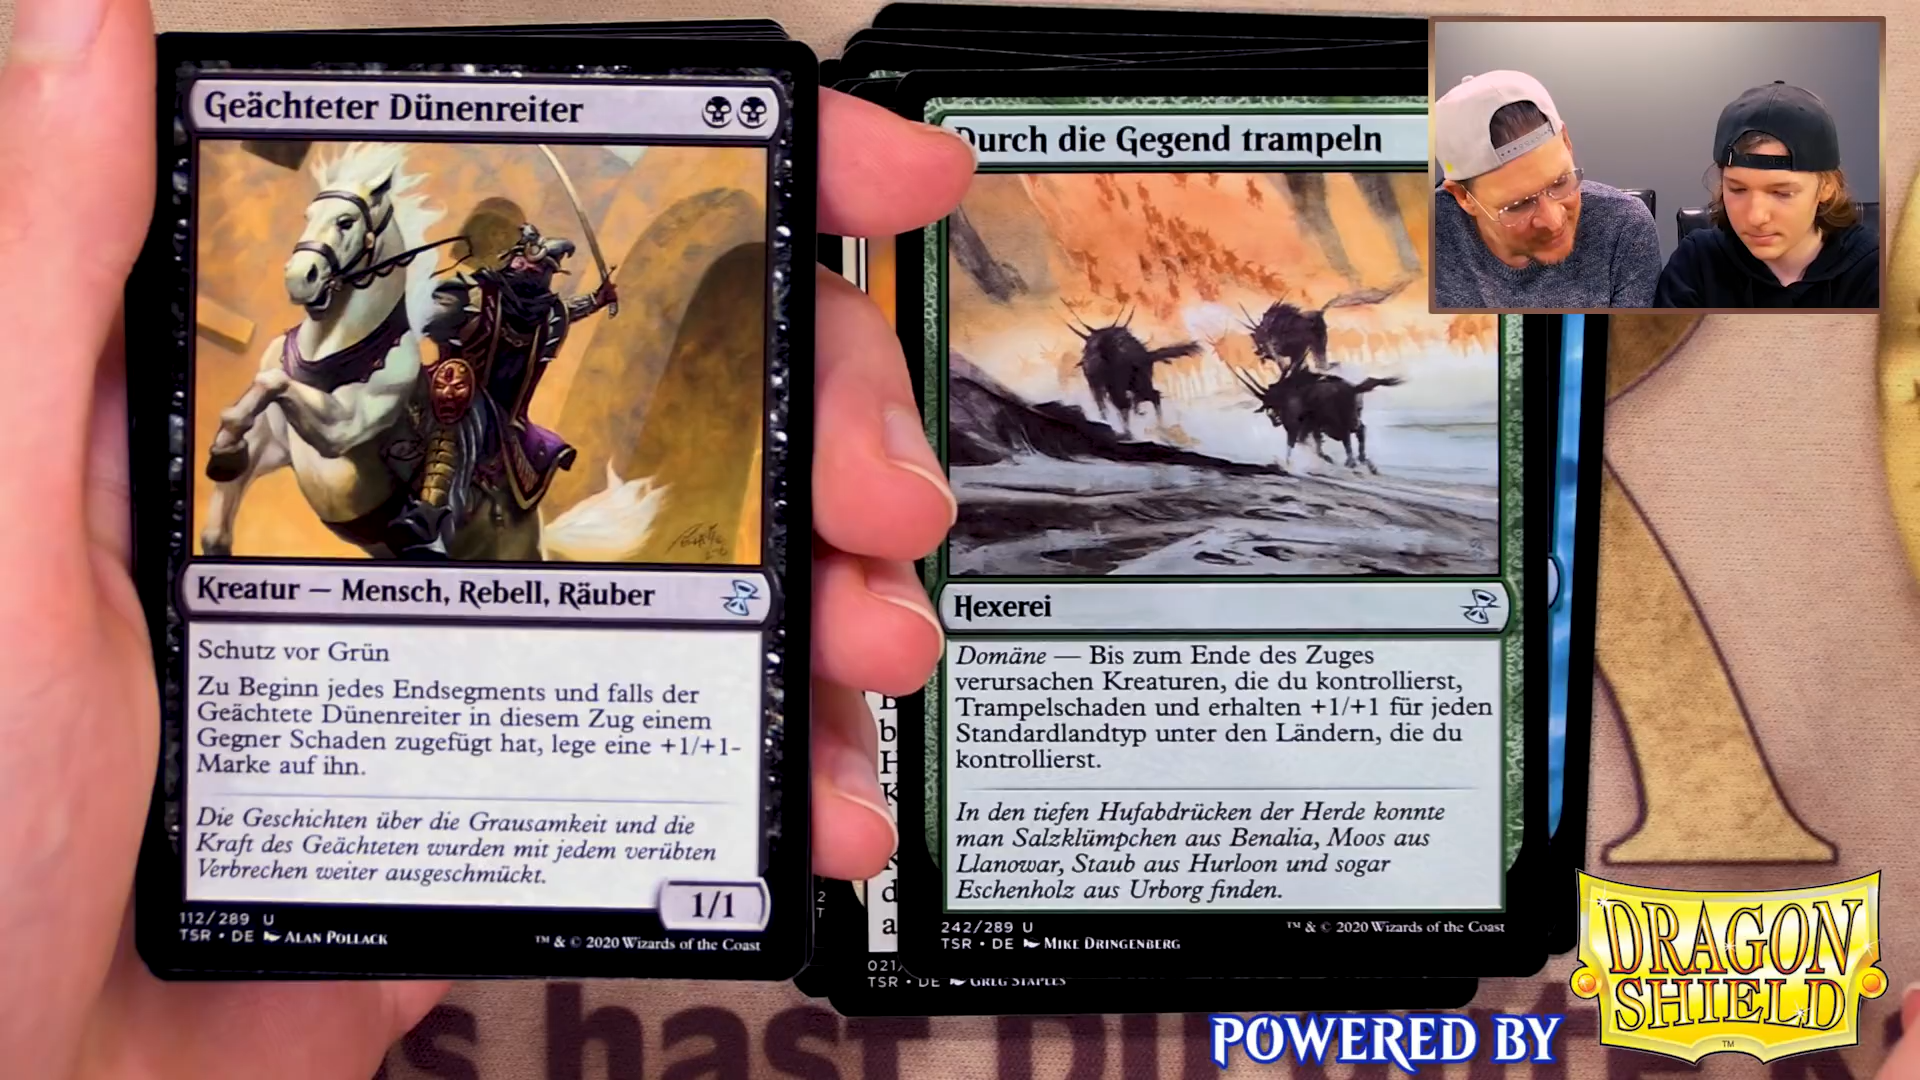 Geächteter Dünenreiter
Kreatur — Mensch, Rebell, Räuber
Schutz vor Grün
Zu Beginn jedes Endsegments und falls der
Geächtete Dünenreiter in diesem Zug einem
Gegner Schaden zugefügt hat, lege eine +1/+1-
Marke auf ihn.
Die Geschichten über die Grausamkeit und die
Kraft des Geächteten wurden mit jedem verübten
Verbrechen weiter ausgeschmückt.
1/1
112/289 U
TSR • DE ALAN POLLACK
™ & © 2020 Wizards of the Coast
Durch die Gegend trampeln
Hexerei
Domäne — Bis zum Ende des Zuges
verursachen Kreaturen, die du kontrollierst,
Trampelschaden und erhalten +1/+1 für jeden
Standardlandtyp unter den Ländern, die du
kontrollierst.
In den tiefen Hufabdrücken der Herde konnte
man Salzklümpchen aus Benalia, Moos aus
Llanowar, Staub aus Hurloon und sogar
Eschenholz aus Urborg finden.
242/289 U
TSR • DE MIKE DRINGENBERG
™ & © 2020 Wizards of the Coast
021/
TSR • DE GREG STAPLES
hast
POWERED BY
DRAGON
SHIELD
™